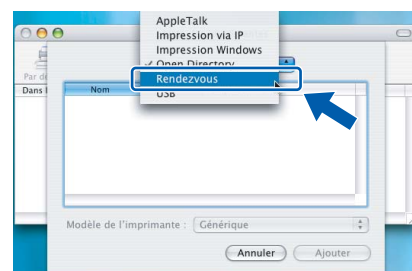 AppleTalk
Impression via IP
Impression Windows
✓ Open Directory
Rendezvous
USB
Par dé
Dans l
Nom
Modèle de l'imprimante : Générique
Annuler Ajouter